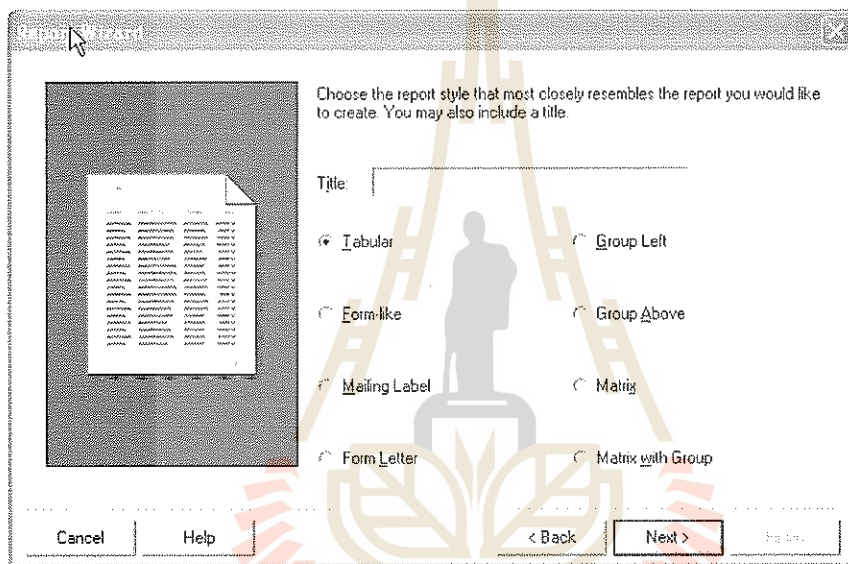 Report Wizard
Choose the report style that most closely resembles the report you would like
to create. You may also include a title.
Title:
Tabular
Group Left
Form-like
Group Above
Mailing Label
Matrix
Form Letter
Matrix with Group
Cancel
Help
< Back
Next >